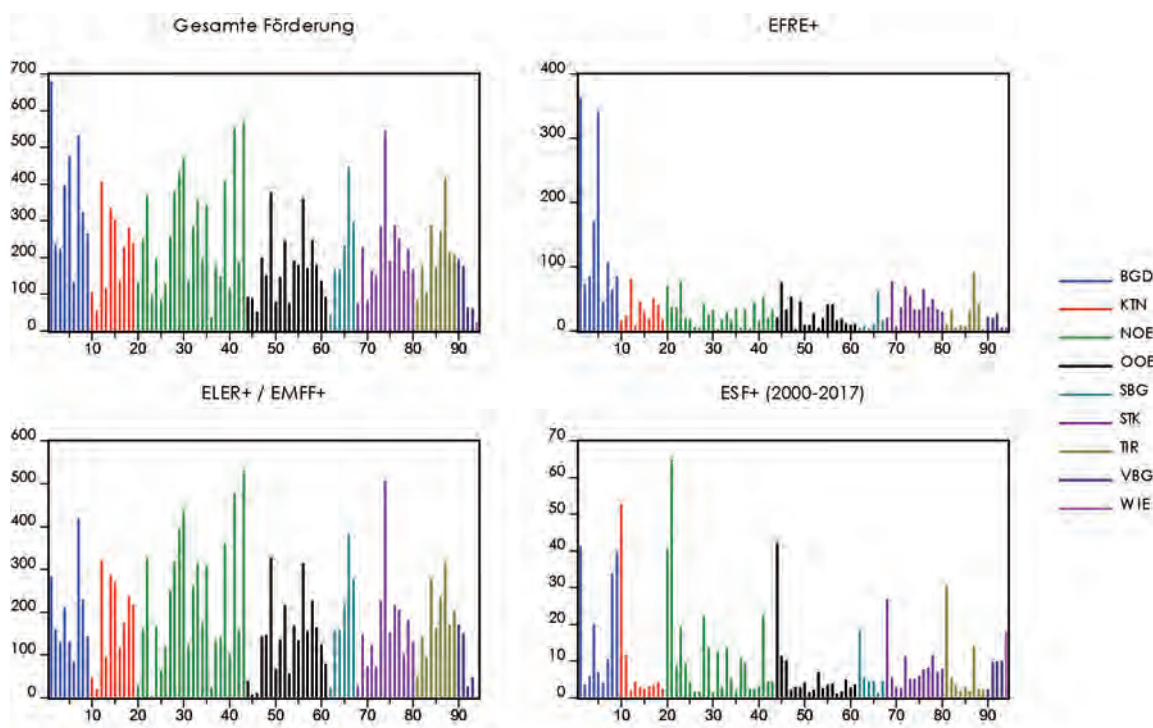 Gesamte Förderung
EFRE+
700
600
500
400
300
200
100
0
10 20 30 40 50 60 70 80 90
400
300
200
100
0
10 20 30 40 50 60 70 80 90
ELER+ / EMFF+
ESF+ (2000-2017)
600
500
400
300
200
100
0
10 20 30 40 50 60 70 80 90
70
60
50
40
30
20
10
0
10 20 30 40 50 60 70 80 90
BGD
KTN
NOE
OOE
SBG
STK
TIR
VBG
WIE